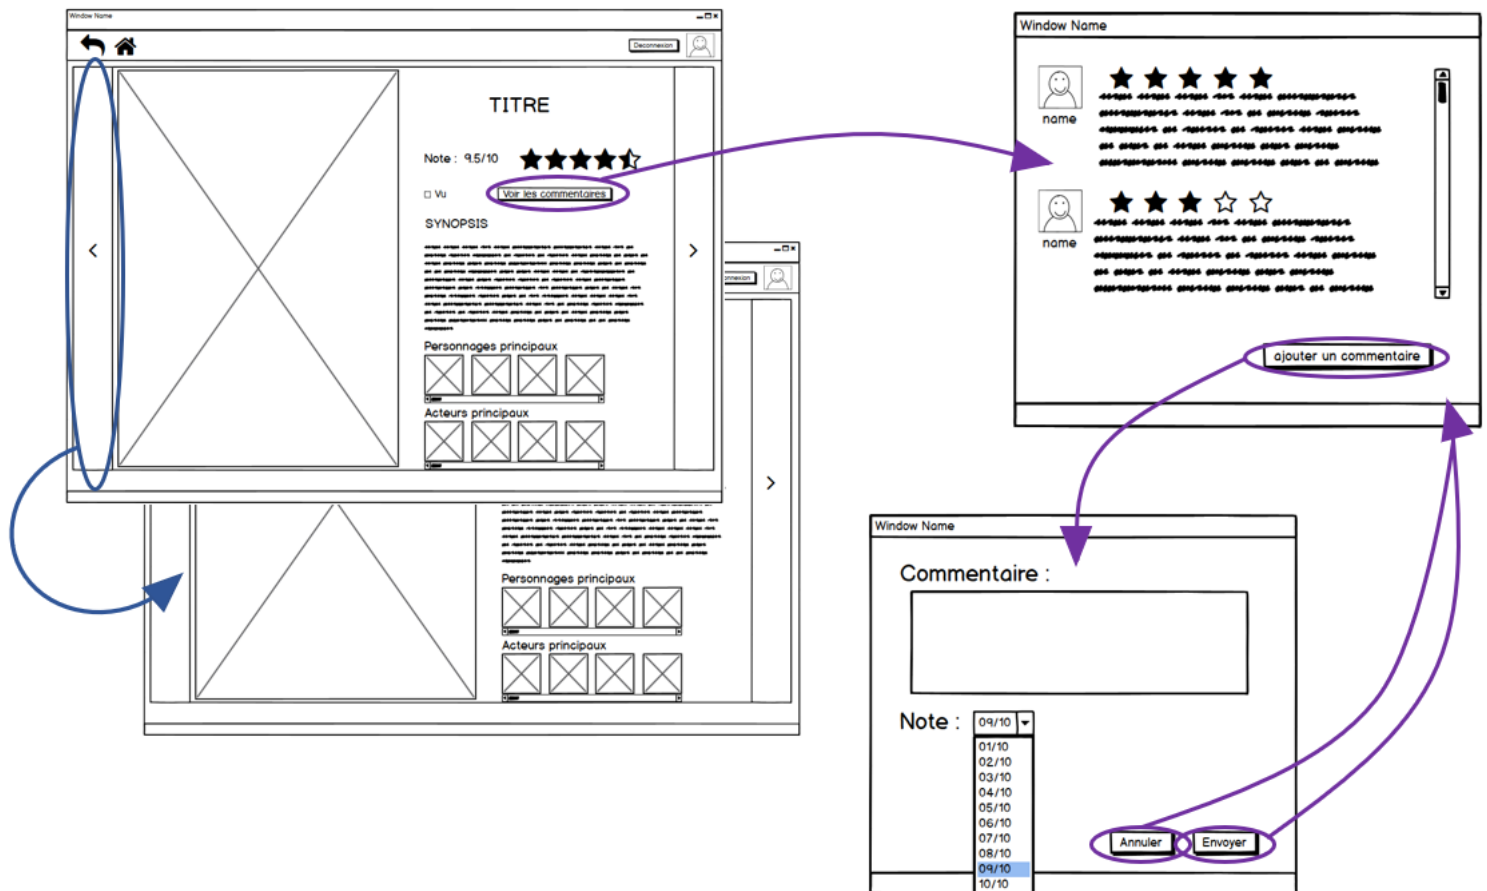 Window Name
Deconnexion
TITRE
Note : 9.5/10
Vu
Voir les commentaires
SYNOPSIS
Personnages principaux
Acteurs principaux
nnexion
Personnages principaux
Acteurs principaux
Window Name
name
name
ajouter un commentaire
Window Name
Commentaire :
Note : 09/10
01/10
02/10
03/10
04/10
05/10
06/10
07/10
08/10
09/10
10/10
Annuler
Envoyer